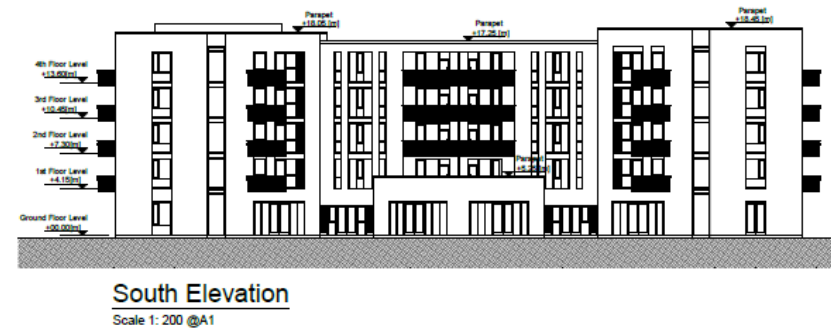 Parapet
+18.05 [m]
Parapet
+17.25 [m]
Parapet
+18.45 [m]
4th Floor Level
+13.60[m]
3rd Floor Level
+10.45[m]
2nd Floor Level
+7.30[m]
Parapet
+5.25[m]
1st Floor Level
+4.15[m]
Ground Floor Level
+00.00[m]
South Elevation
Scale 1: 200 @A1